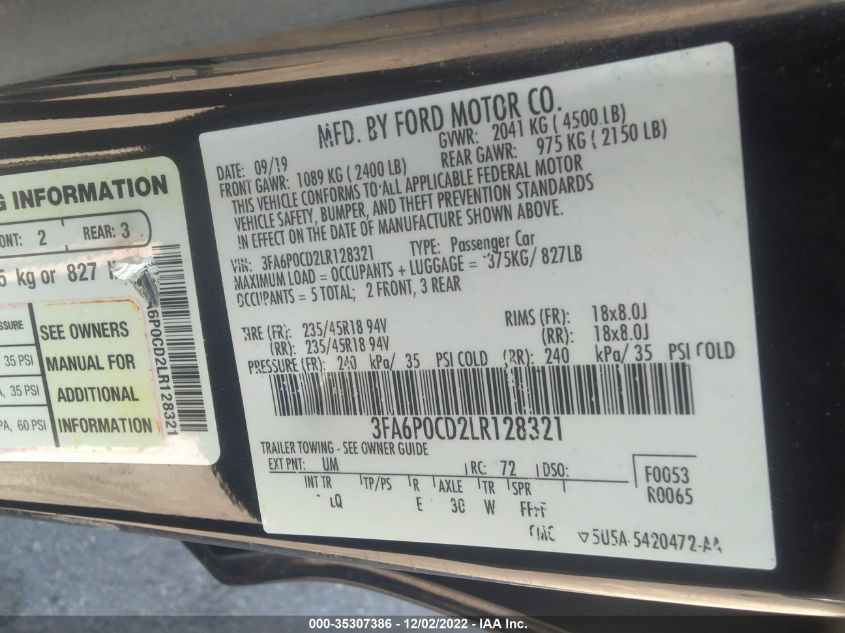 G INFORMATION
ONT: 2 REAR: 3
5 kg or 827
SSURE
35 PSI
35 PSI
PA, 60 PSI
SEE OWNERS
MANUAL FOR
ADDITIONAL
INFORMATION
6P0CD2LR128321
MFD. BY FORD MOTOR CO.
DATE: 09/19 GVWR: 2041 KG ( 4500 LB)
FRONT GAWR: 1089 KG ( 2400 LB) REAR GAWR: 975 KG ( 2150 LB)
THIS VEHICLE CONFORMS TO ALL APPLICABLE FEDERAL MOTOR
VEHICLE SAFETY, BUMPER, AND THEFT PREVENTION STANDARDS
IN EFFECT ON THE DATE OF MANUFACTURE SHOWN ABOVE.
VIN: 3FA6P0CD2LR128321 TYPE: Passenger Car
MAXIMUM LOAD = OCCUPANTS + LUGGAGE = 375KG/ 827LB
OCCUPANTS = 5 TOTAL; 2 FRONT, 3 REAR
TIRE (FR): 235/45R18 94V RIMS (FR): 18x8.0J
(RR): 235/45R18 94V (RR): 18x8.0J
PRESSURE (FR): 240 kPa/ 35 PSI COLD (RR): 240 kPa/ 35 PSI COLD
3FA6P0CD2LR128321
TRAILER TOWING - SEE OWNER GUIDE
EXT PNT: UM RC: 72 DSO: F0053
INT TR TP/PS R AXLE TR SPR R0065
LQ E 30 W
5U5A-5420472-AA
000-35307386 - 12/02/2022 - IAA Inc.